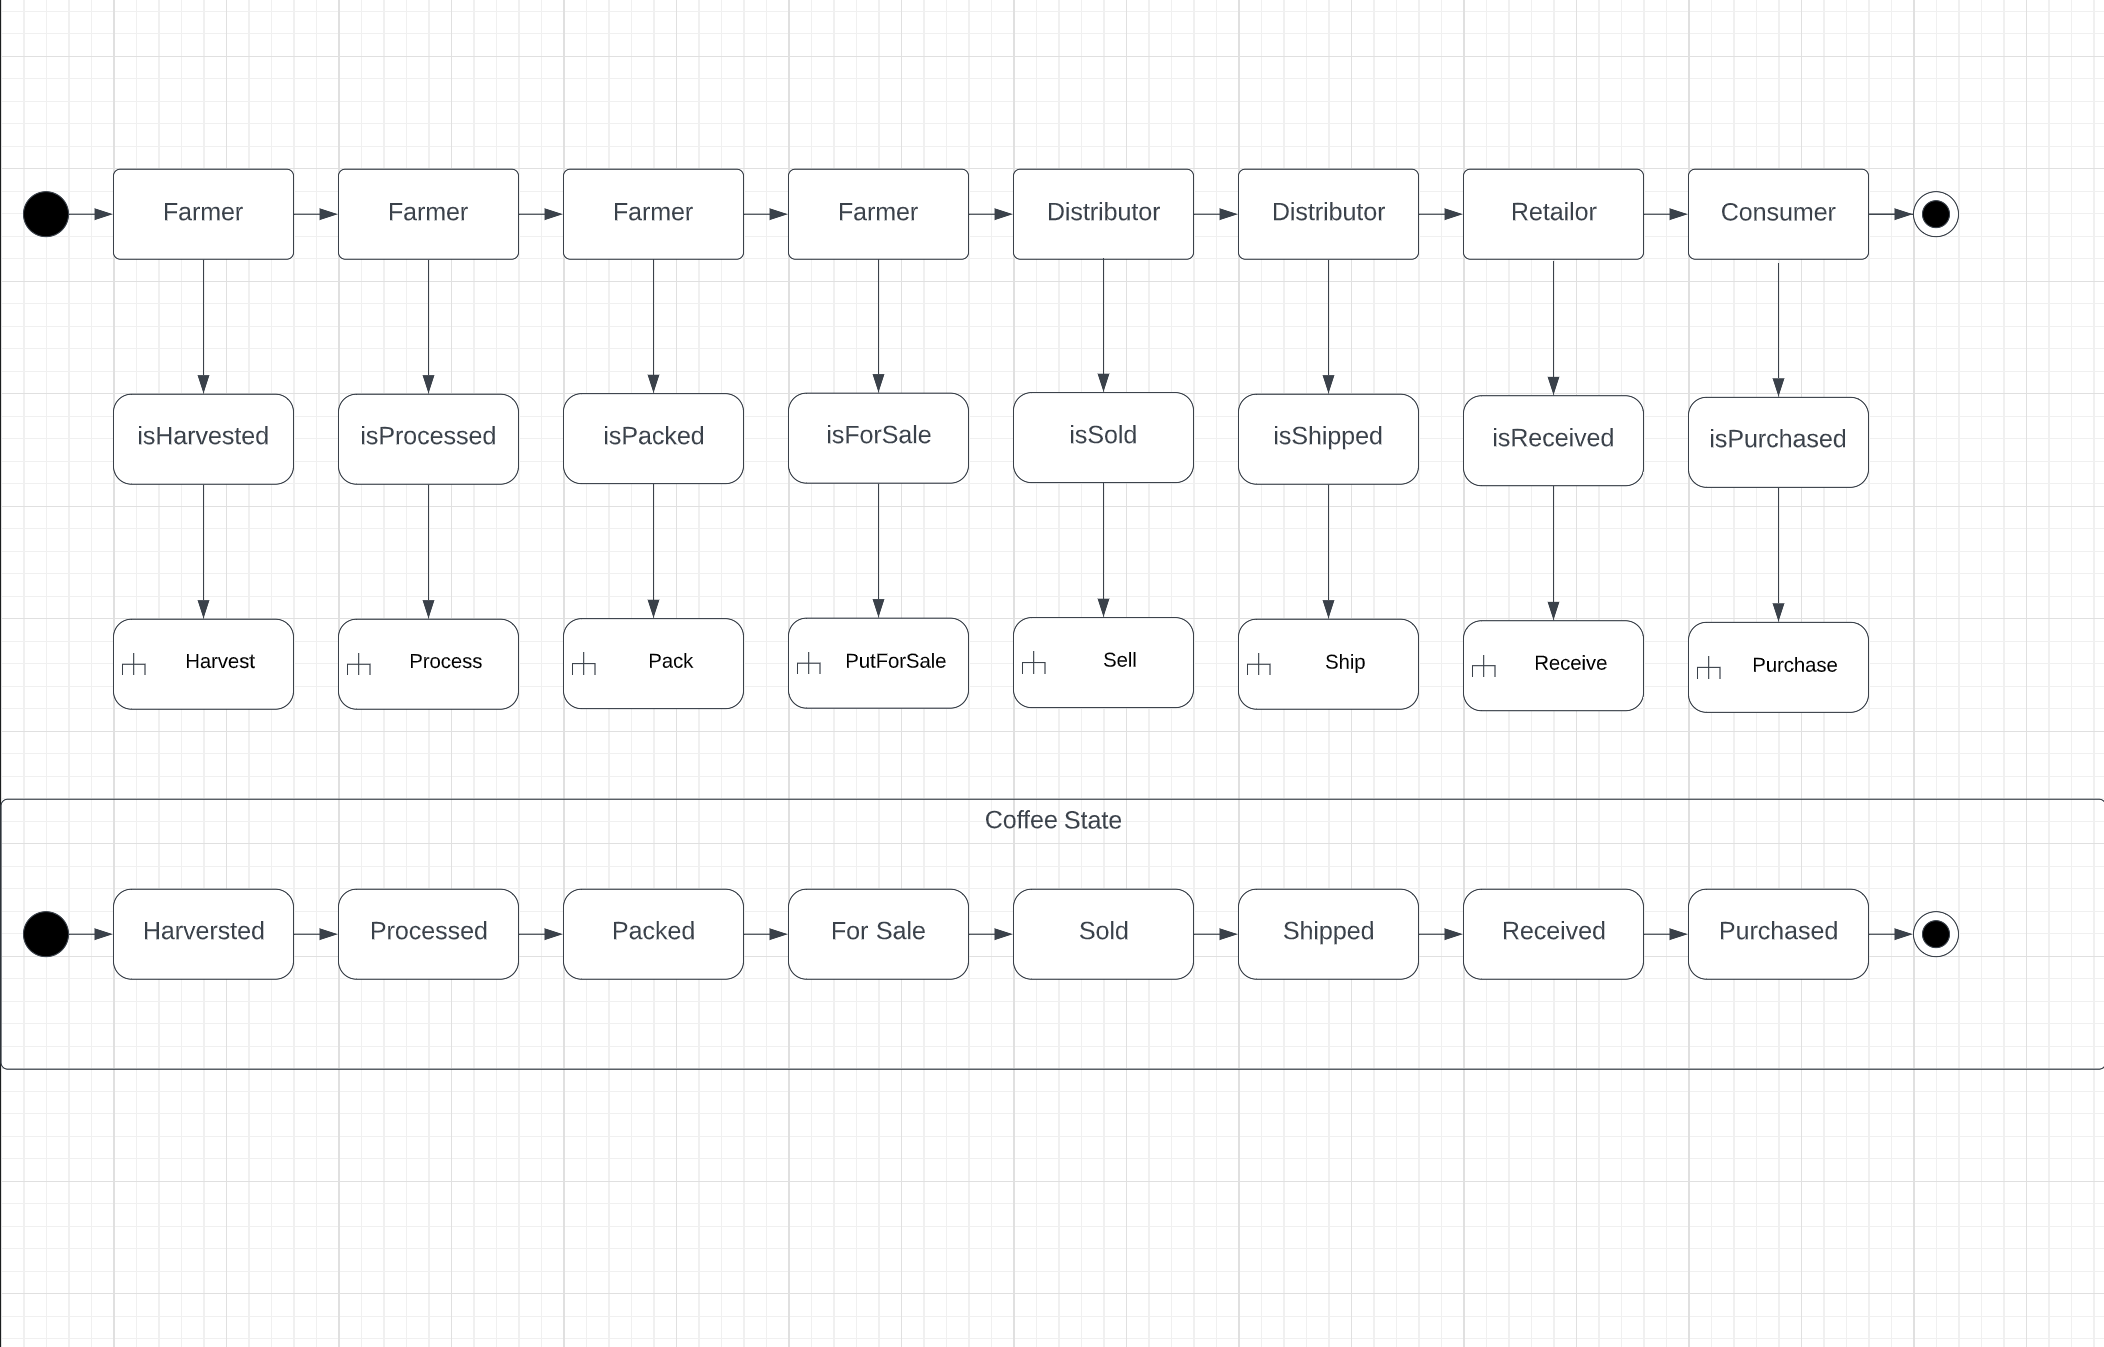 Farmer
Farmer
Farmer
Farmer
Distributor
Distributor
Retailor
Consumer
isHarvested
isProcessed
isPacked
isForSale
isSold
isShipped
isReceived
isPurchased
Harvest
Process
Pack
PutForSale
Sell
Ship
Receive
Purchase
Coffee State
Harversted
Processed
Packed
For Sale
Sold
Shipped
Received
Purchased